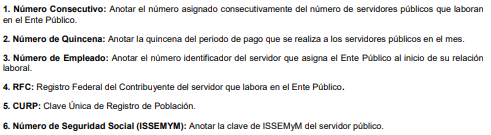 1. Número Consecutivo: Anotar el número asignado consecutivamente del número de servidores públicos que laboran
en el Ente Público.
2. Número de Quincena: Anotar la quincena del periodo de pago que se realiza a los servidores públicos en el mes.
3. Número de Empleado: Anotar el número identificador del servidor que asigna el Ente Público al inicio de su relación
laboral.
4. RFC: Registro Federal del Contribuyente del servidor que labora en el Ente Público.
5. CURP: Clave Única de Registro de Población.
6. Número de Seguridad Social (ISSEMYM): Anotar la clave de ISSEMyM del servidor público.